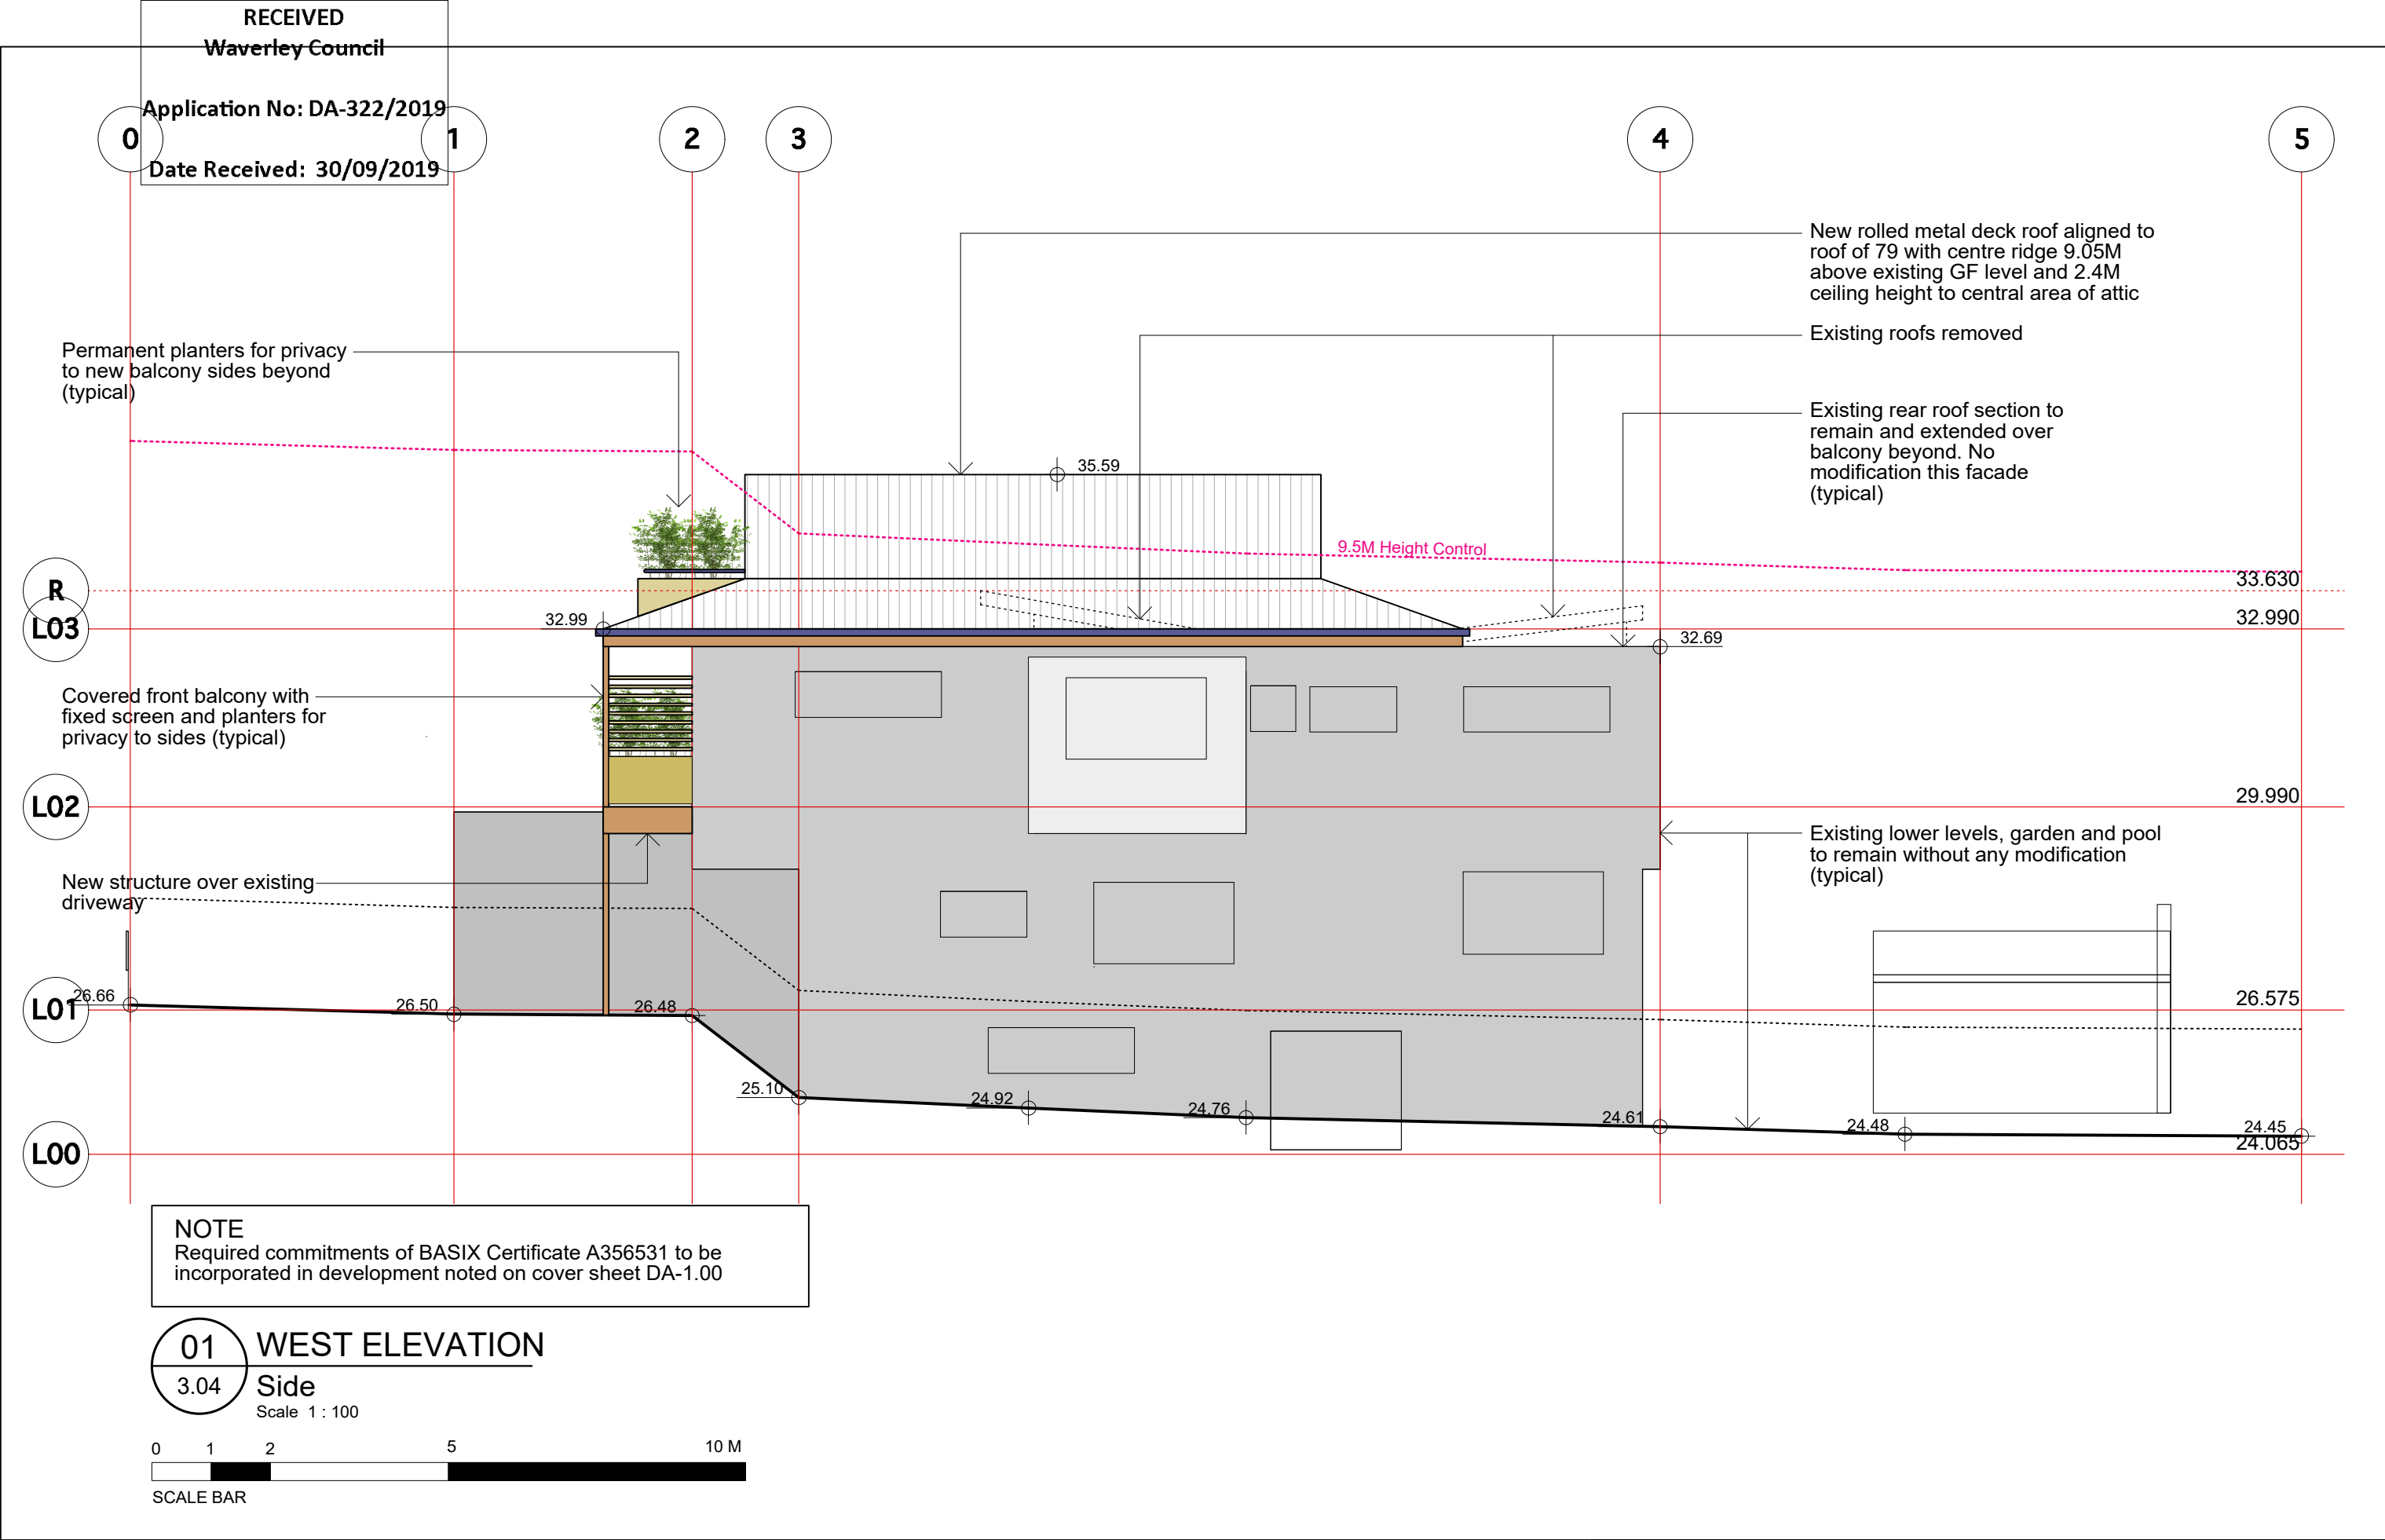 RECEIVED
Waverley Council
Application No: DA-322/2019
Date Received:  30/09/2019
0
1
2
3
4
5
New rolled metal deck roof aligned to
roof of 79 with centre ridge 9.05M
above existing GF level and 2.4M
ceiling height to central area of attic
Existing roofs removed
Permanent planters for privacy
to new balcony sides beyond
(typical)
Existing rear roof section to
remain and extended over
balcony beyond. No
modification this facade
(typical)
35.59
9.5M Height Control
R
33.630
L03
32.99
32.990
32.69
Covered front balcony with
fixed screen and planters for
privacy to sides (typical)
L02
29.990
Existing lower levels, garden and pool
to remain without any modification
(typical)
New structure over existing
driveway
L01
26.66
26.50
26.48
26.575
25.10
24.92
24.76
24.61
24.48
24.45
L00
24.065
NOTE
Required commitments of BASIX Certificate A356531 to be
incorporated in development noted on cover sheet DA-1.00
01
3.04
WEST ELEVATION
Side
Scale  1 : 100
0
1
2
5
10 M
SCALE BAR